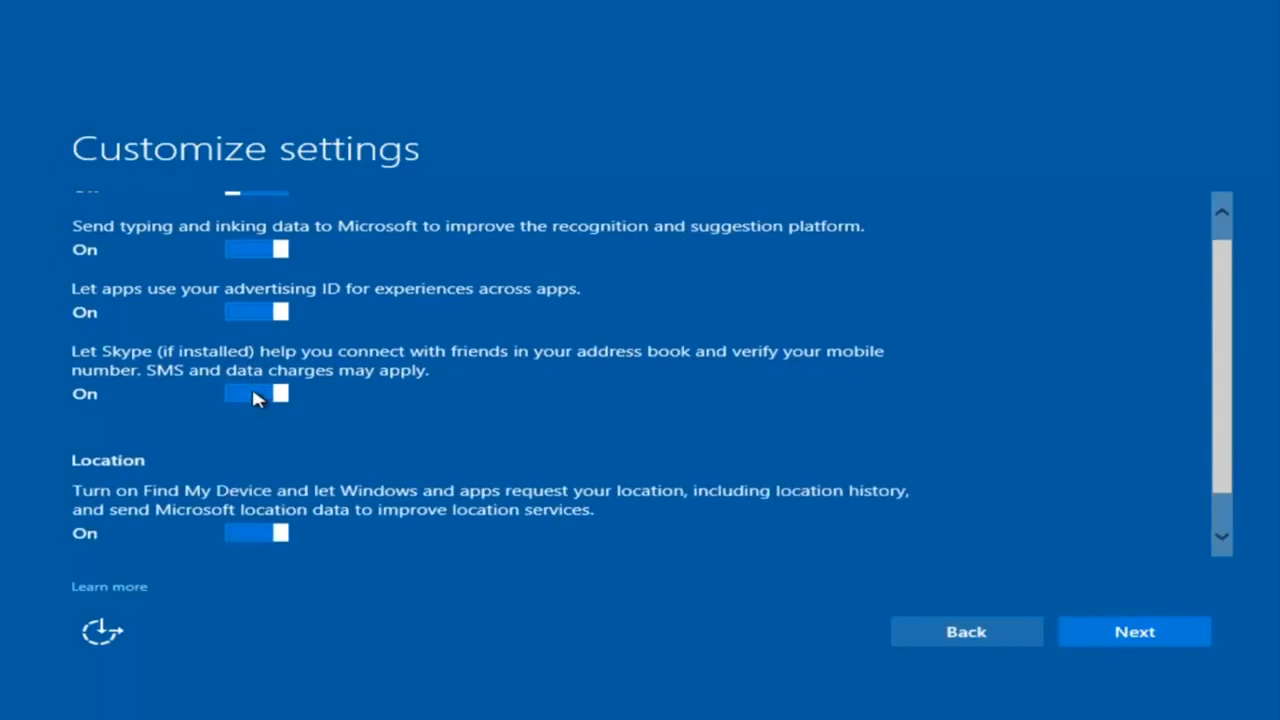 Customize settings
Send typing and inking data to Microsoft to improve the recognition and suggestion platform.
On
Let apps use your advertising ID for experiences across apps.
On
Let Skype (if installed) help you connect with friends in your address book and verify your mobile
number. SMS and data charges may apply.
On
Location
Turn on Find My Device and let Windows and apps request your location, including location history,
and send Microsoft location data to improve location services.
On
Learn more
Back
Next